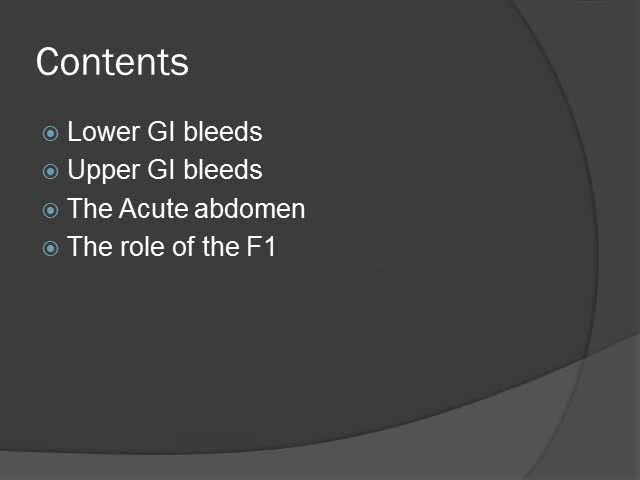 Contents
Lower GI bleeds
Upper GI bleeds
The Acute abdomen
The role of the F1